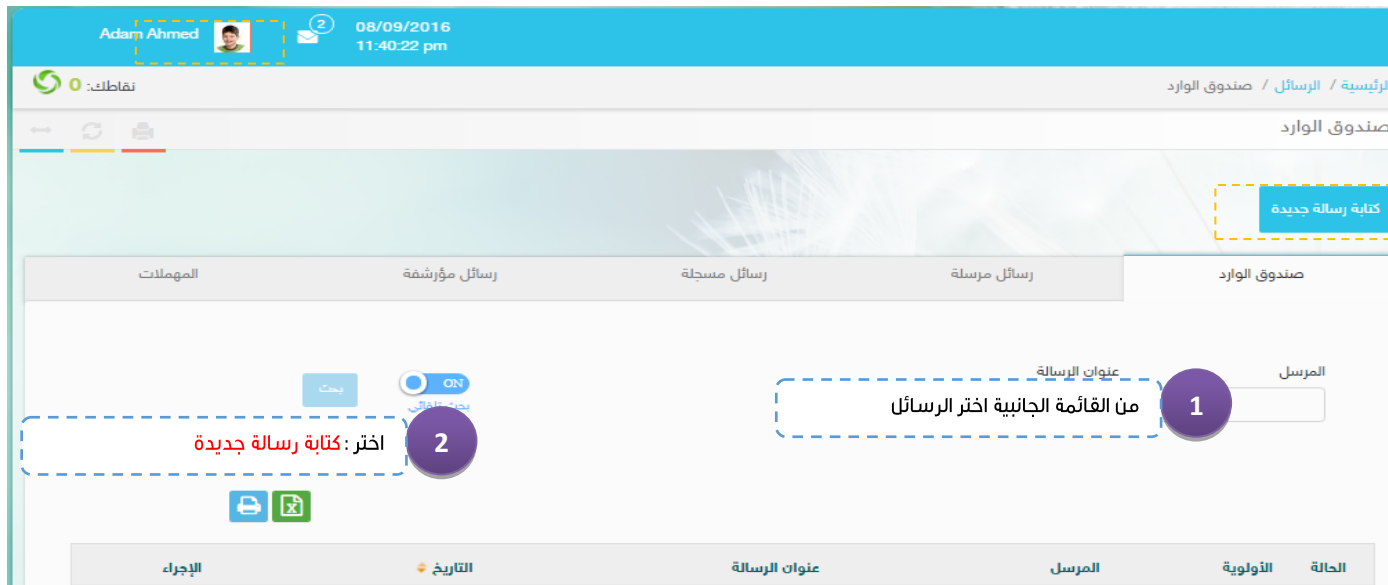 Adam Ahmed
2
08/09/2016
11:40:22 pm
الرئيسية / الرسائل / صندوق الوارد
نقاطك: 0
صندوق الوارد
كتابة رسالة جديدة
صندوق الوارد
رسائل مرسلة
رسائل مسجلة
رسائل مؤرشفة
المهملات
المرسل
عنوان الرسالة
ON
بحث تلقائي
بحث
1
من القائمة الجانبية اختر الرسائل
2
اختر : كتابة رسالة جديدة
الحالة
الأولوية
المرسل
عنوان الرسالة
التاريخ
الإجراء